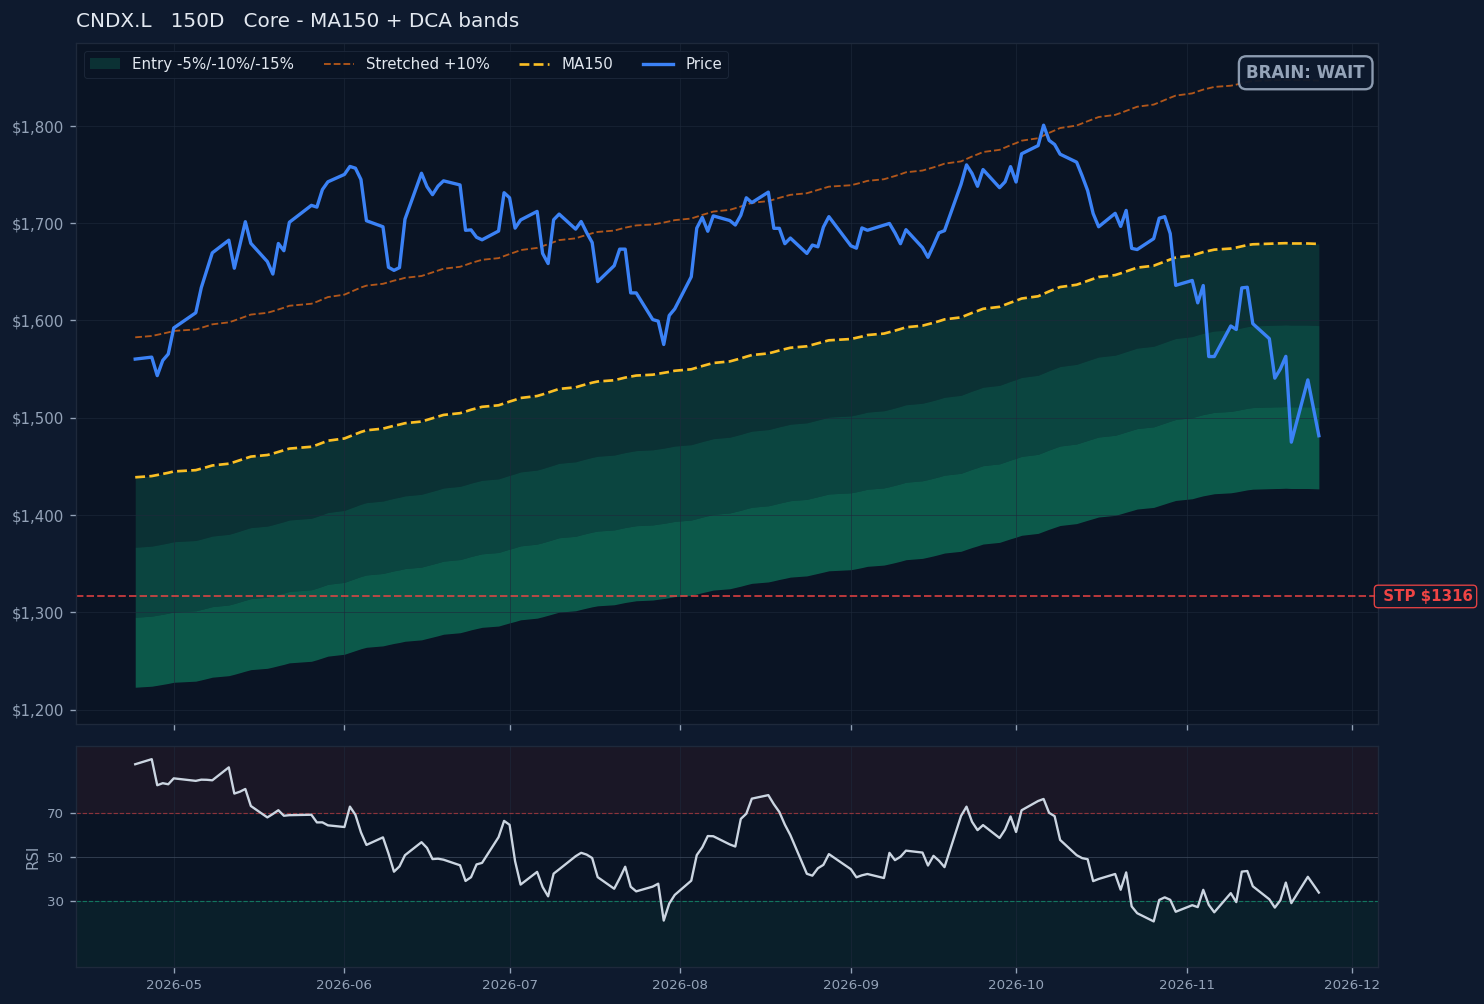 CNDX.L 150D Core - MA150 + DCA bands
Entry -5%/-10%/-15% Stretched +10% MA150 Price
BRAIN: WAIT
$1,800
$1,700
$1,600
$1,500
$1,400
$1,300
$1,200
STP $1316
RSI
70
50
30
2026-05 2026-06 2026-07 2026-08 2026-09 2026-10 2026-11 2026-12